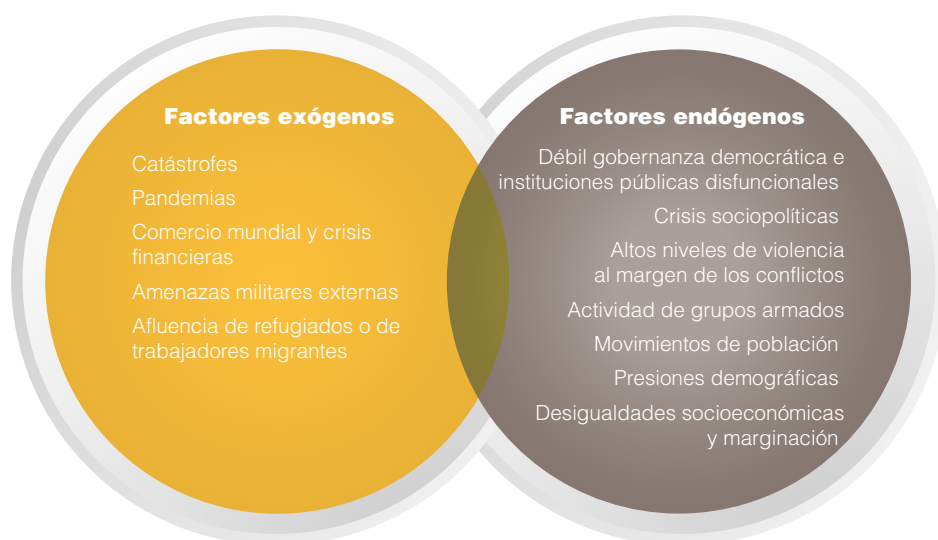 Factores exógenos
Catástrofes
Pandemias
Comercio mundial y crisis
financieras
Amenazas militares externas
Afluencia de refugiados o de
trabajadores migrantes
Factores endógenos
Débil gobernanza democrática e
instituciones públicas disfuncionales
Crisis sociopolíticas
Altos niveles de violencia
al margen de los conflictos
Actividad de grupos armados
Movimientos de población
Presiones demográficas
Desigualdades socioeconómicas
y marginación